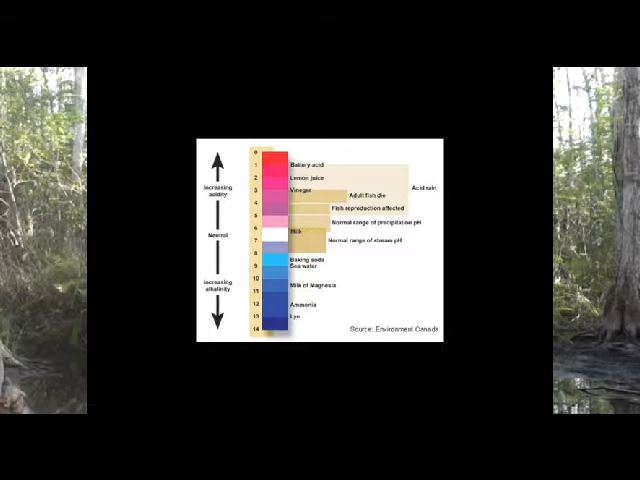 0
1
2
3
4
5
6
7
8
9
10
11
12
13
14
Increasing
acidity
Neutral
Increasing
alkalinity
Battery acid
Lemon juice
Vinegar
Milk
Baking soda
Seawater
Milk of Magnesia
Ammonia
Lye
Acid rain
Adult fish die
Fish reproduction affected
Normal range of precipitation pH
Normal range of stream pH
Source: Environment Canada